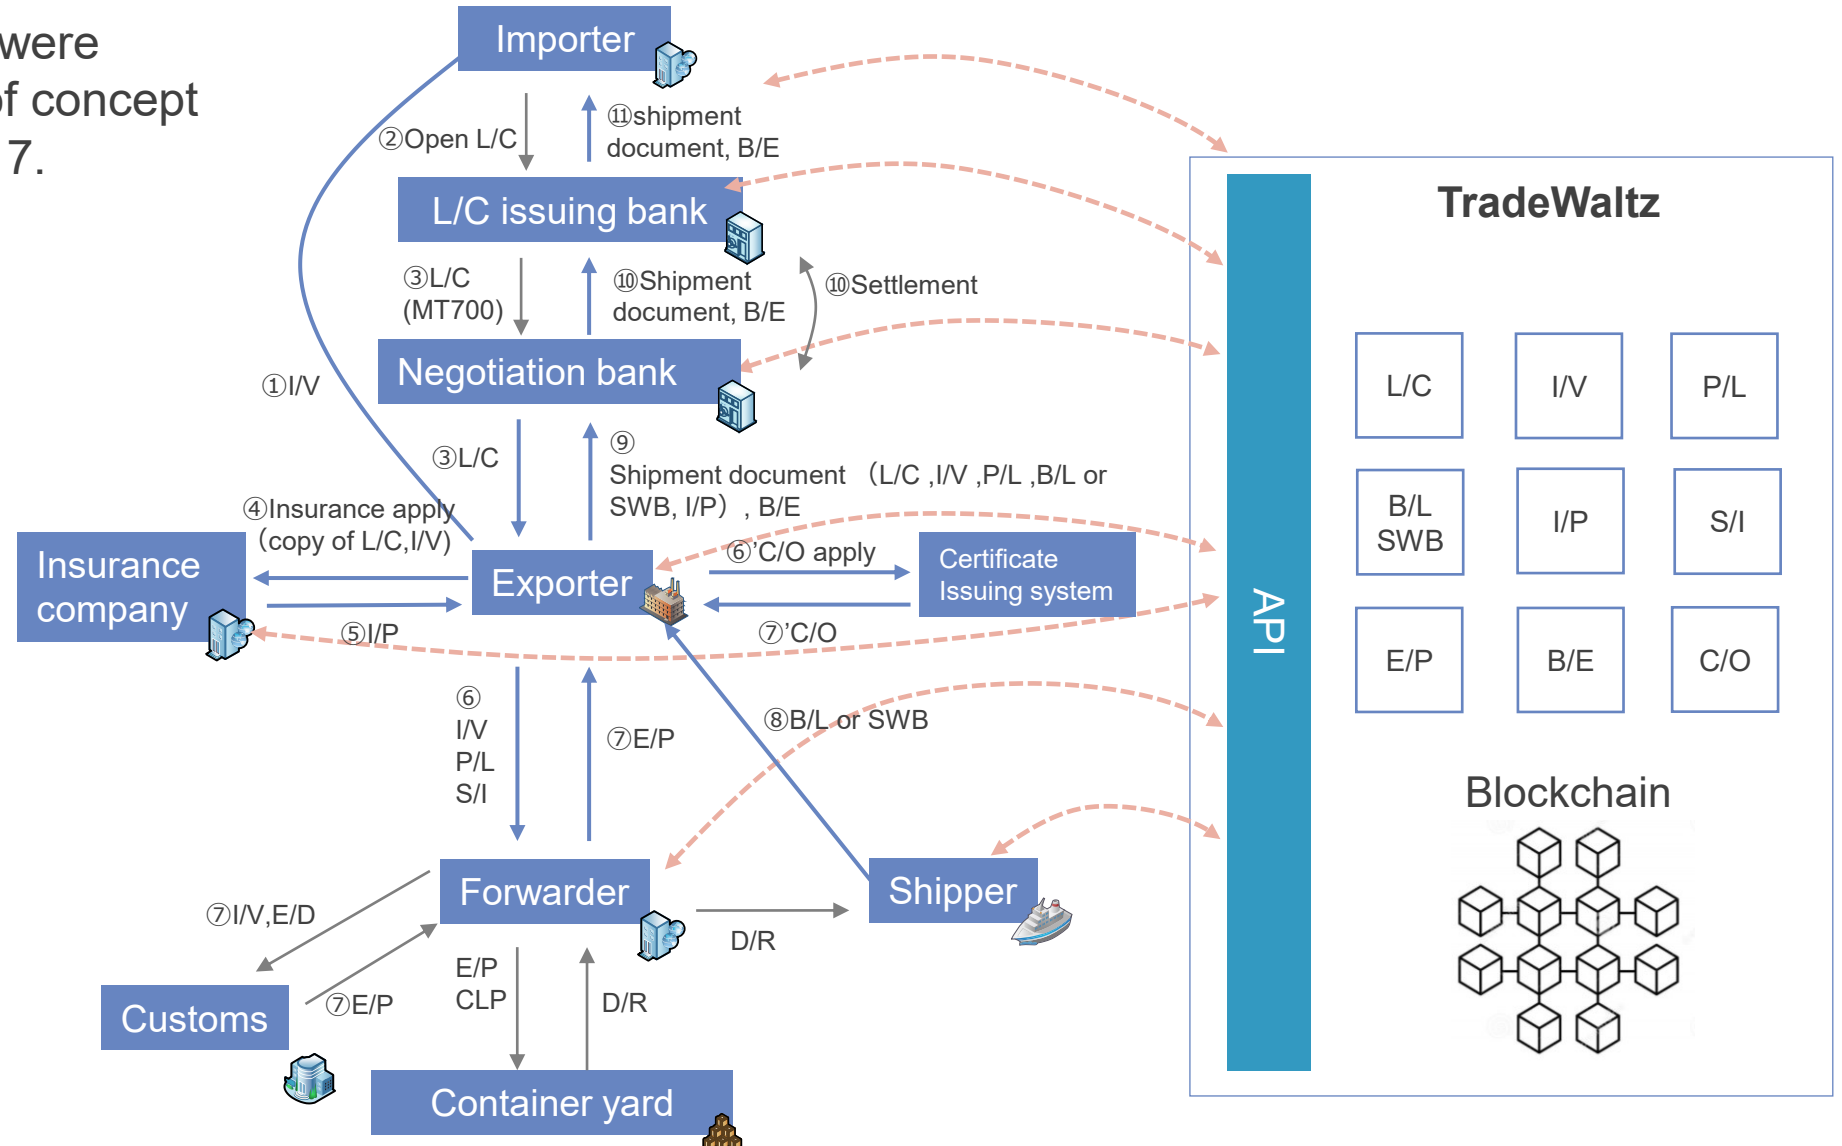 were
of concept
7.
Importer
②Open L/C
⑪shipment
document, B/E
L/C issuing bank
③L/C
(MT700)
⑩Shipment
document, B/E
⑩Settlement
Negotiation bank
①I/V
③L/C
⑨
Shipment document （L/C ,I/V ,P/L ,B/L or
SWB, I/P）, B/E
④Insurance apply
（copy of L/C,I/V)
Insurance
company
Exporter
⑥’C/O apply
Certificate
Issuing system
⑤I/P
⑦’C/O
⑥
I/V
P/L
S/I
⑦E/P
⑧B/L or SWB
Forwarder
Shipper
⑦I/V,E/D
D/R
⑦E/P
E/P
CLP
D/R
Customs
Container yard
TradeWaltz
API
L/C
I/V
P/L
B/L
SWB
I/P
S/I
E/P
B/E
C/O
Blockchain